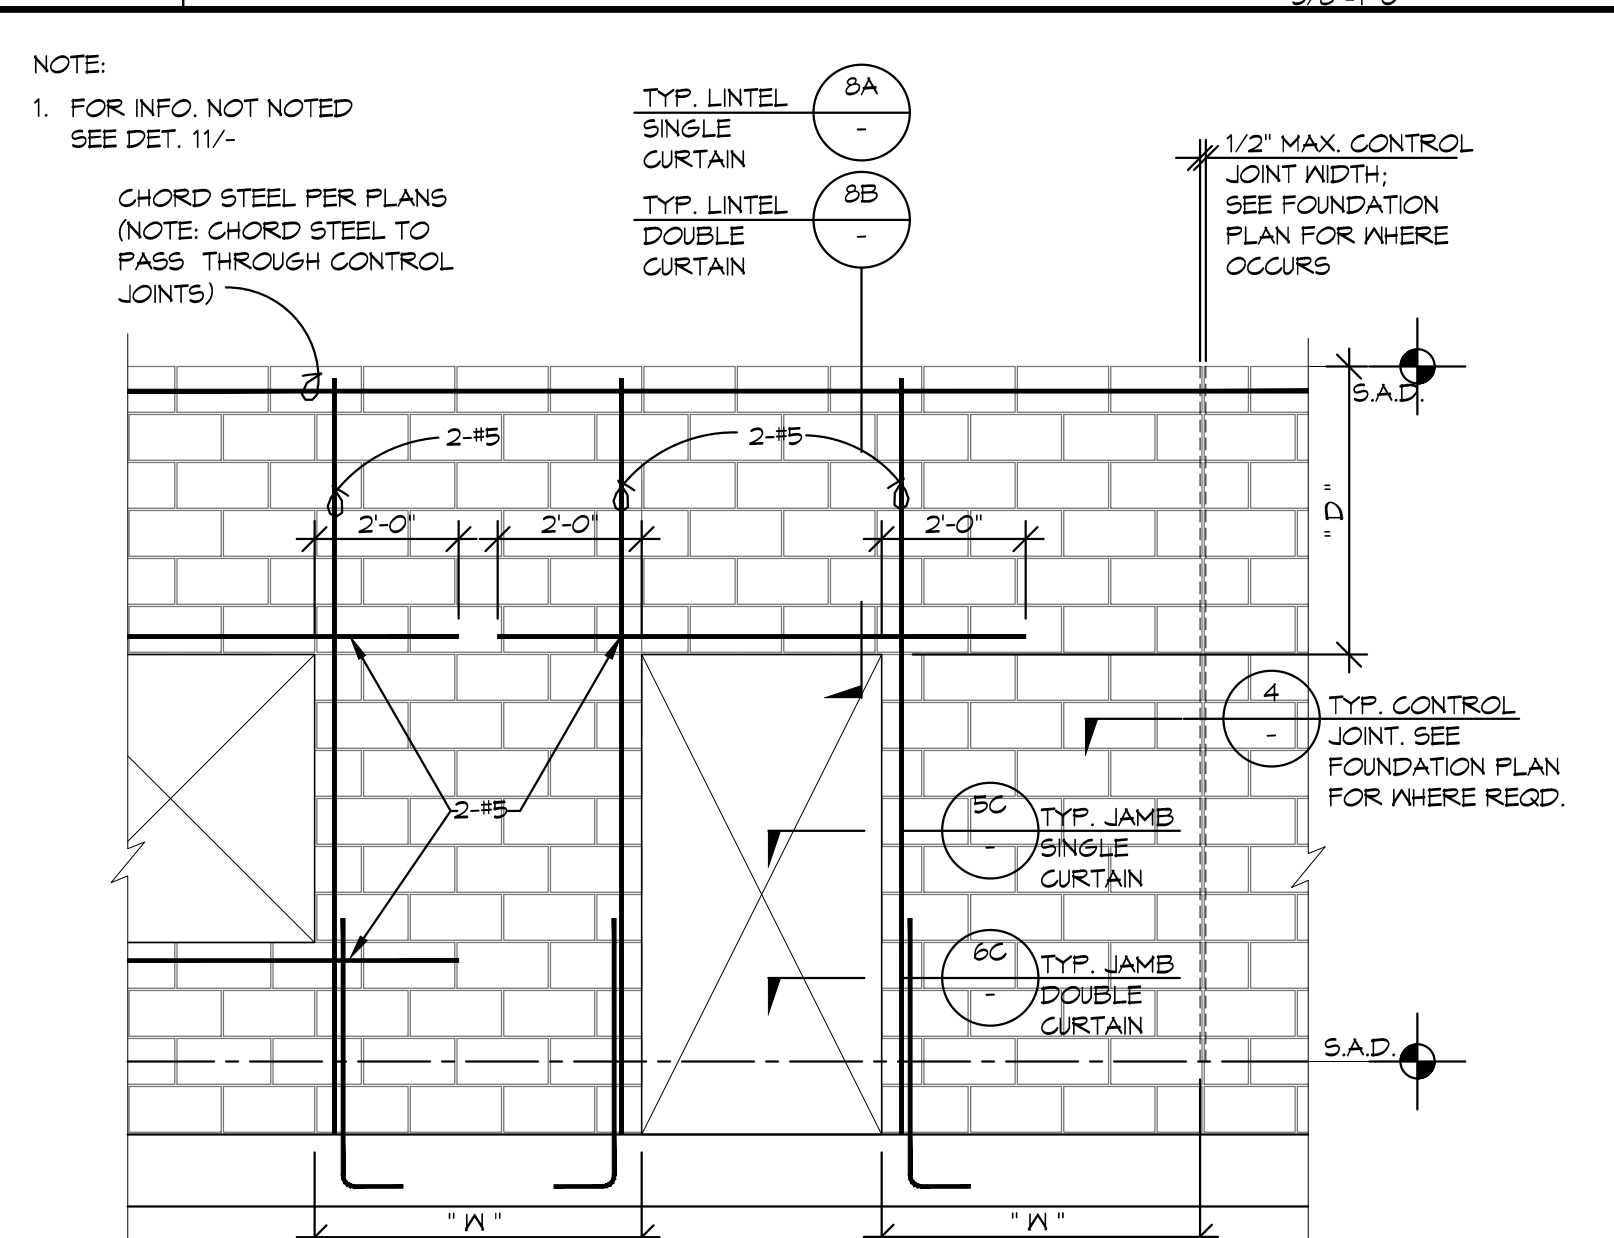 NOTE:
1. FOR INFO. NOT NOTED
SEE DET. 11/-
CHORD STEEL PER PLANS
(NOTE: CHORD STEEL TO
PASS THROUGH CONTROL
JOINTS)
TYP. LINTEL
SINGLE
CURTAIN
8A
-
TYP. LINTEL
DOUBLE
CURTAIN
8B
-
1/2" MAX. CONTROL
JOINT WIDTH;
SEE FOUNDATION
PLAN FOR WHERE
OCCURS
S.A.D.
2-#5
2-#5
2'-0"
2'-0"
2'-0"
"D"
4
-
TYP. CONTROL
JOINT. SEE
FOUNDATION PLAN
FOR WHERE REQD.
2-#5
5C
-
TYP. JAMB
SINGLE
CURTAIN
6C
-
TYP. JAMB
DOUBLE
CURTAIN
S.A.D.
"W"
"W"